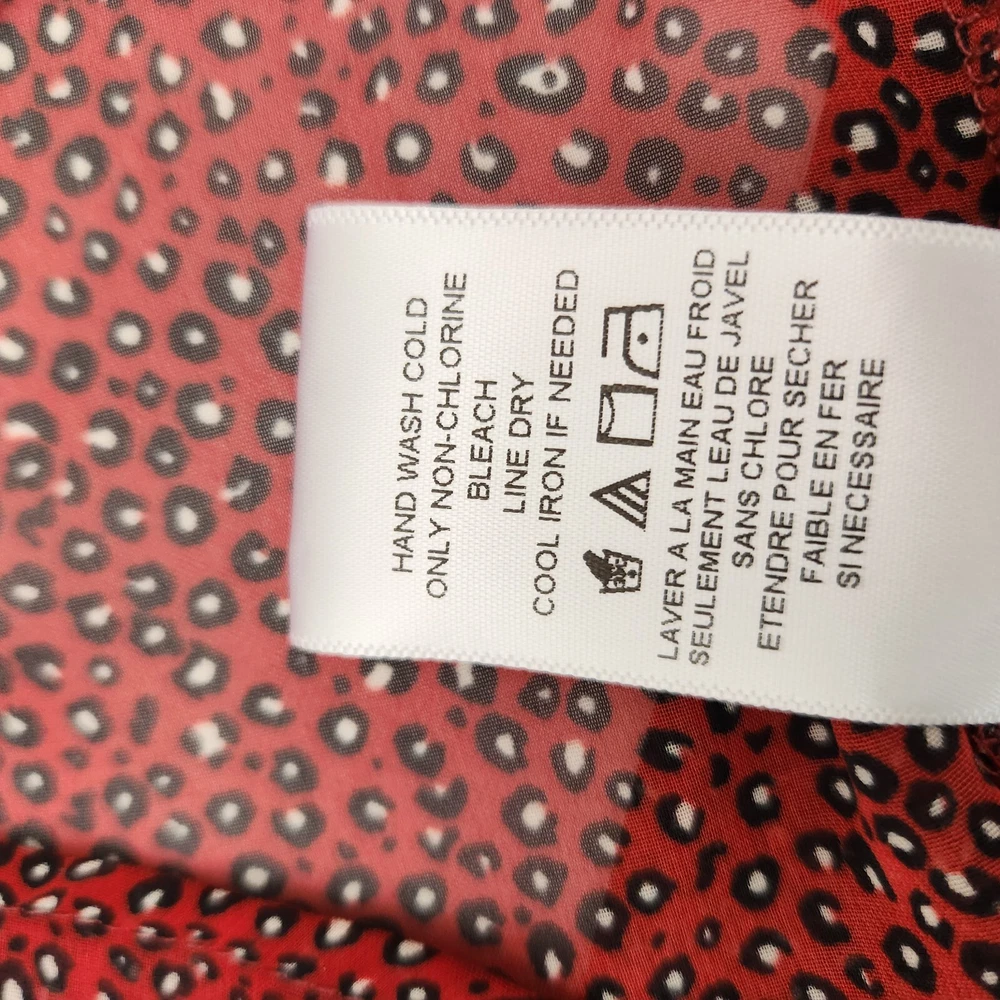 HAND WASH COLD
ONLY NON-CHLORINE
BLEACH
LINE DRY
COOL IRON IF NEEDED
LAVER A LA MAIN EAU FROID
SEULEMENT LEAU DE JAVEL
SANS CHLORE
ETENDRE POUR SECHER
FAIBLE EN FER
SI NECESSAIRE